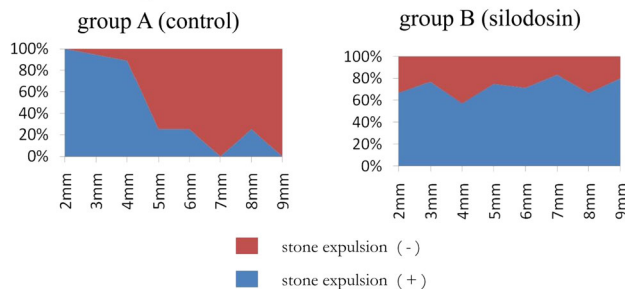 group A (control)
100%
80%
60%
40%
20%
0%
2mm
3mm
4mm
5mm
6mm
7mm
8mm
9mm
group B (silodosin)
100%
80%
60%
40%
20%
0%
2mm
3mm
4mm
5mm
6mm
7mm
8mm
9mm
stone expulsion ( - )
stone expulsion ( + )